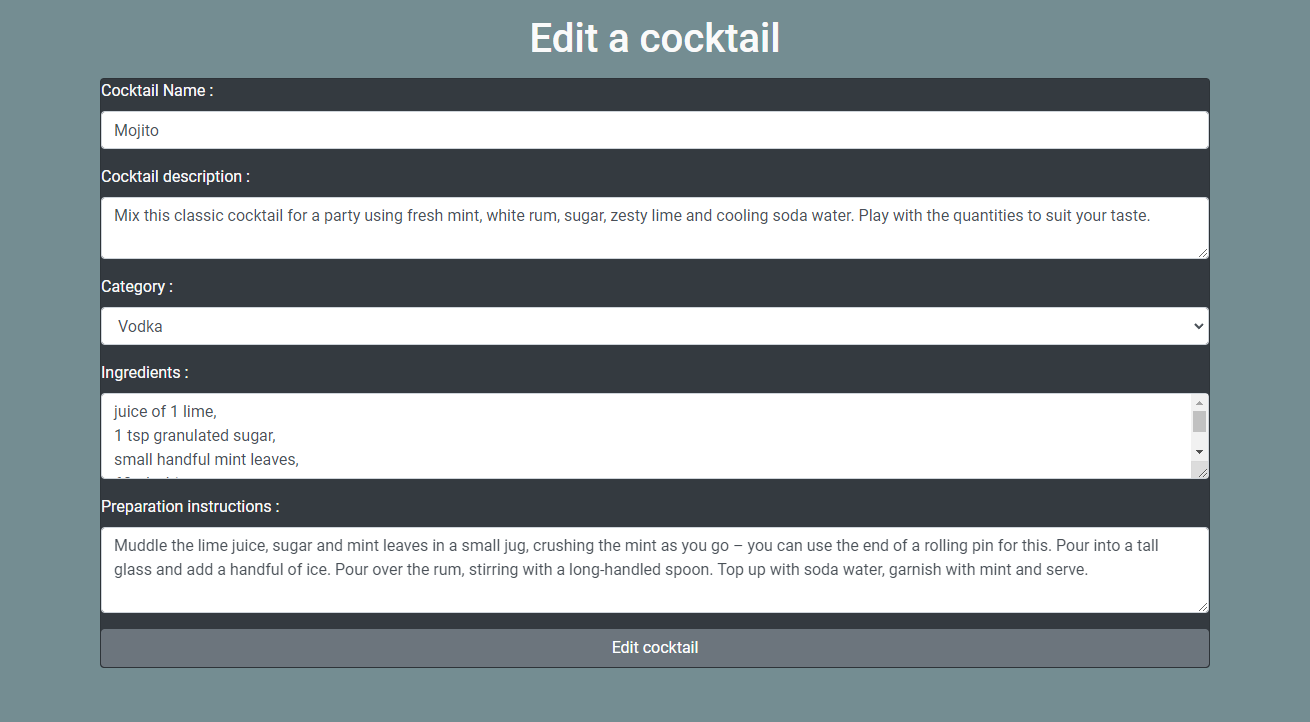 Edit a cocktail
Cocktail Name :
Mojito
Cocktail description :
Mix this classic cocktail for a party using fresh mint, white rum, sugar, zesty lime and cooling soda water. Play with the quantities to suit your taste.
Category :
Vodka
Ingredients :
juice of 1 lime,
1 tsp granulated sugar,
small handful mint leaves,
Preparation instructions :
Muddle the lime juice, sugar and mint leaves in a small jug, crushing the mint as you go – you can use the end of a rolling pin for this. Pour into a tall
glass and add a handful of ice. Pour over the rum, stirring with a long-handled spoon. Top up with soda water, garnish with mint and serve.
Edit cocktail